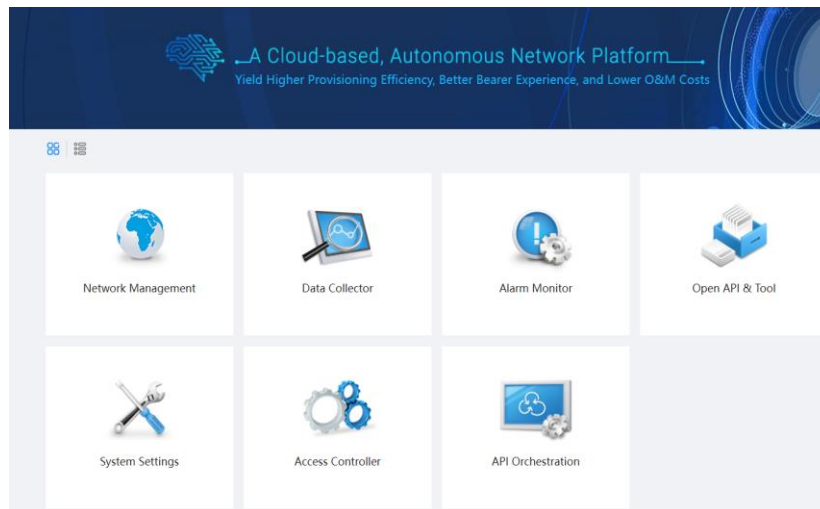 A Cloud-based, Autonomous Network Platform
Yield Higher Provisioning Efficiency, Better Bearer Experience, and Lower O&M Costs
Network Management
Data Collector
Alarm Monitor
Open API & Tool
System Settings
Access Controller
API Orchestration